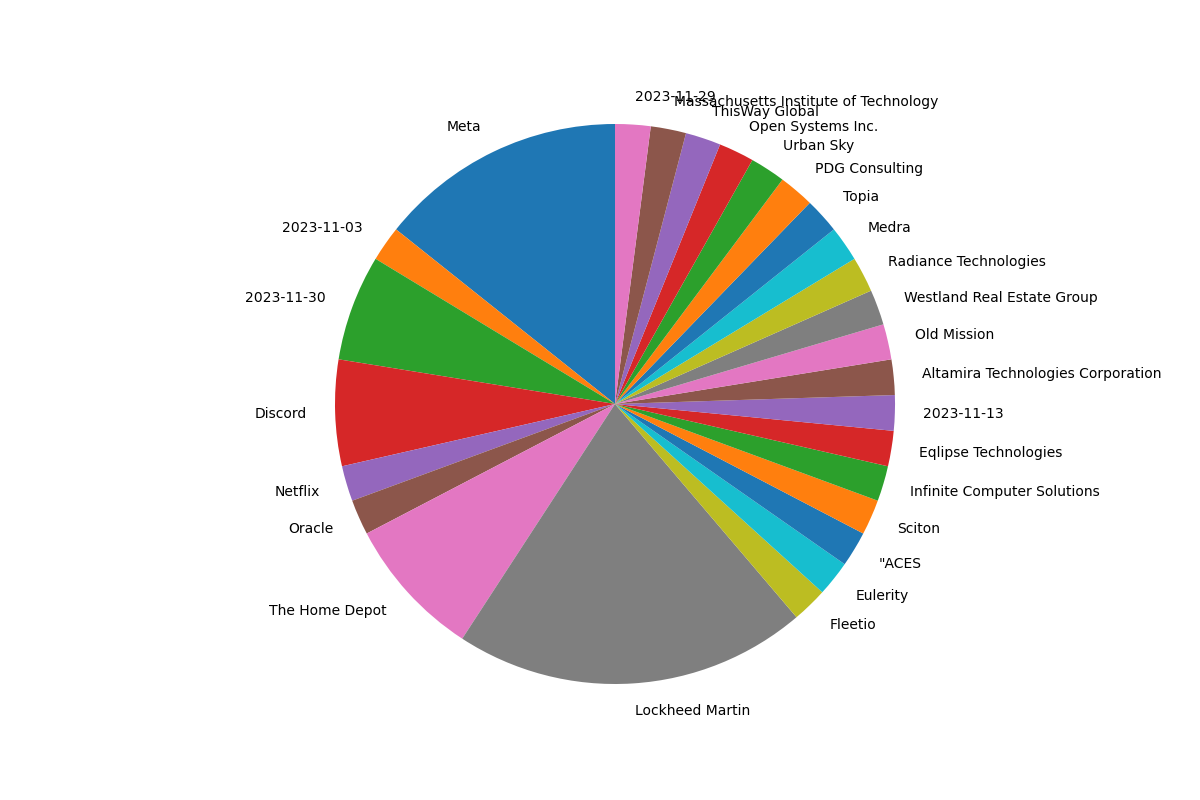 2023-11-29
Massachusetts Institute of Technology
ThisWay Global
Open Systems Inc.
Meta
Urban Sky
PDG Consulting
Topia
2023-11-03
Medra
Radiance Technologies
2023-11-30
Westland Real Estate Group
Old Mission
Altamira Technologies Corporation
Discord
2023-11-13
Eqlipse Technologies
Netflix
Infinite Computer Solutions
Oracle
Sciton
"ACES
Eulerity
The Home Depot
Fleetio
Lockheed Martin